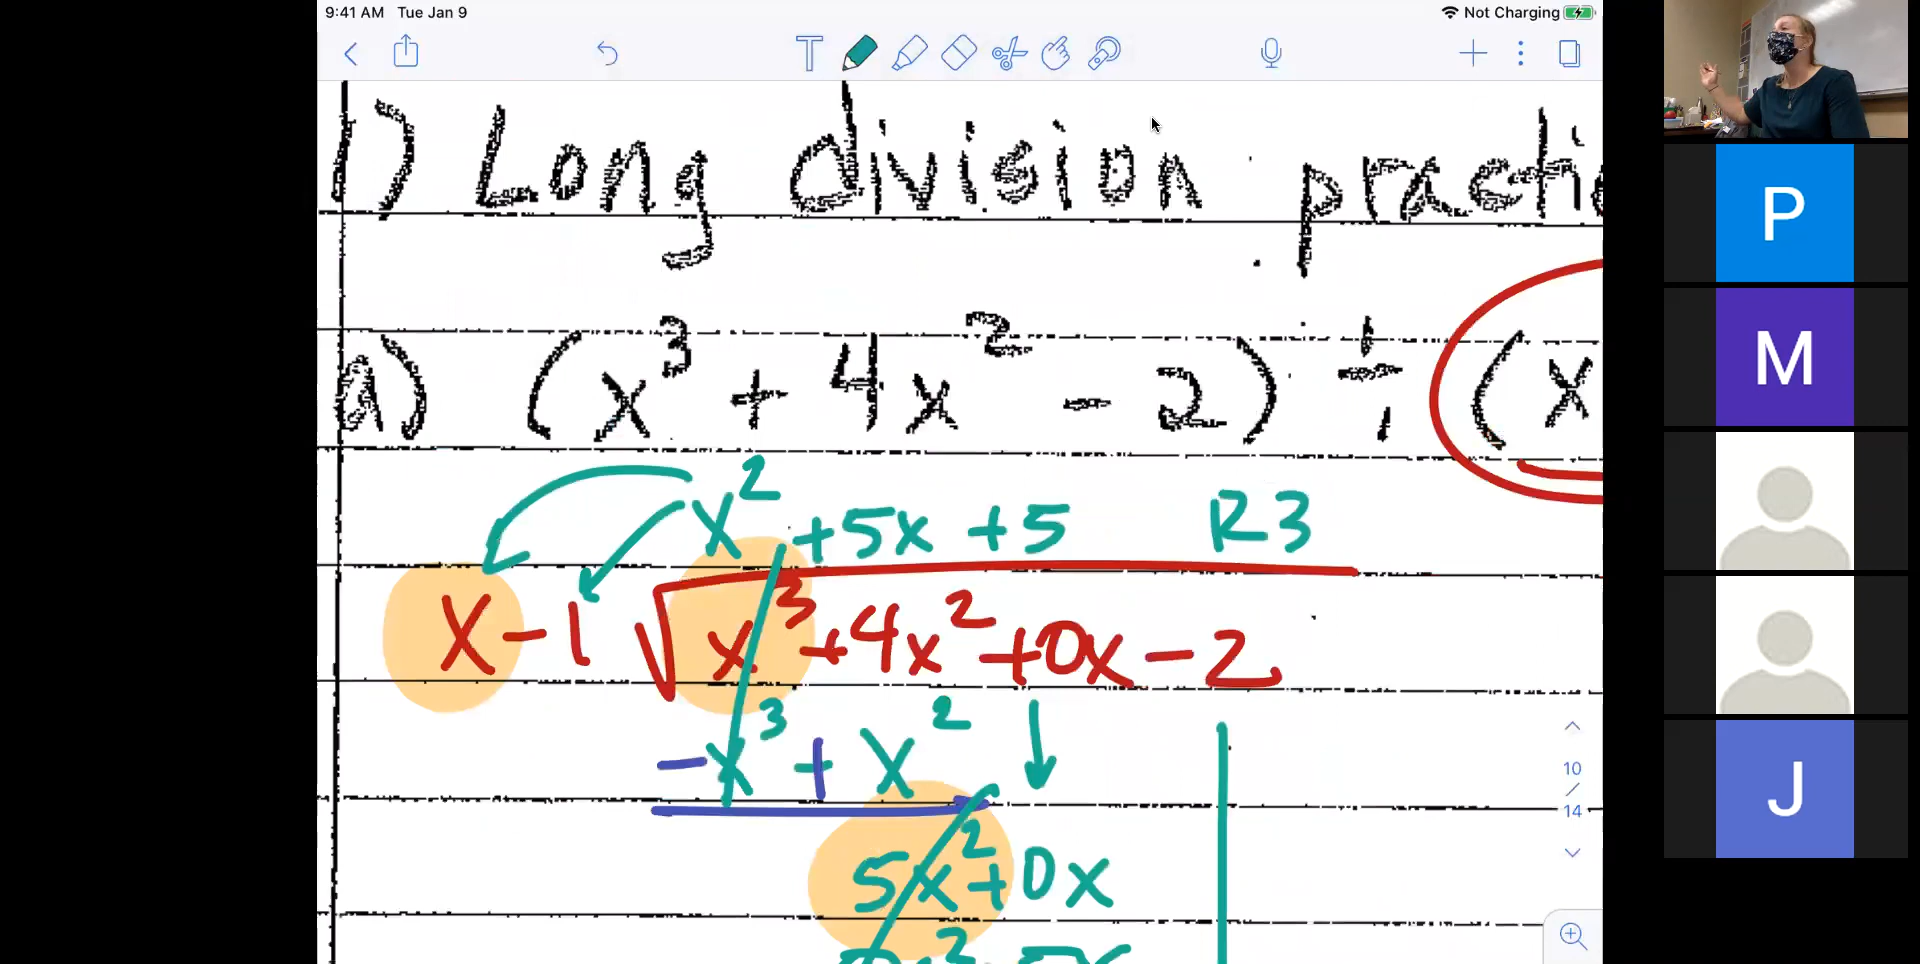 9:41 AM Tue Jan 9
Not Charging
T
1) Long division practic
a) (x³ + 4x² - 2) ÷ (x
x² +5x +5 R3
x - 1 √x³ +4x² +0x - 2
-x³ + x²
5x² +0x
10
/
14
P
M
J